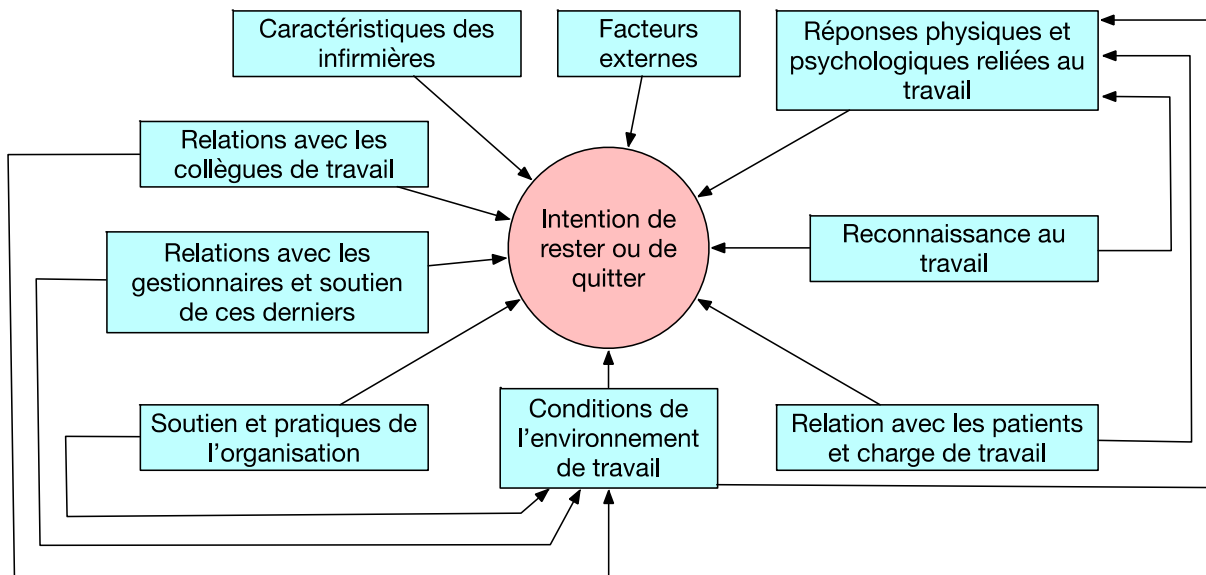 Caractéristiques des
infirmières
Facteurs
externes
Réponses physiques et
psychologiques reliées au
travail
Relations avec les
collègues de travail
Intention de
rester ou de
quitter
Relations avec les
gestionnaires et soutien
de ces derniers
Reconnaissance au
travail
Soutien et pratiques de
l’organisation
Conditions de
l’environnement
de travail
Relation avec les patients
et charge de travail